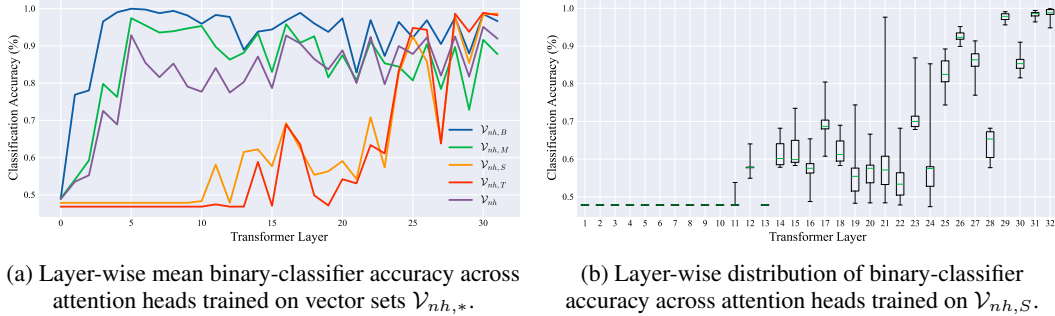 1.0
0.9
0.8
0.7
0.6
0.5
Classification Accuracy (%)
0 5 10 15 20 25 30
Transformer Layer
𝒱nh,B
𝒱nh,M
𝒱nh,S
𝒱nh,T
𝒱nh
1.0
0.9
0.8
0.7
0.6
0.5
Classification Accuracy (%)
1 2 3 4 5 6 7 8 9 10 11 12 13 14 15 16 17 18 19 20 21 22 23 24 25 26 27 28 29 30 31 32
Transformer Layer
(a) Layer-wise mean binary-classifier accuracy across
attention heads trained on vector sets 𝒱nh,∗.
(b) Layer-wise distribution of binary-classifier
accuracy across attention heads trained on 𝒱nh,S.